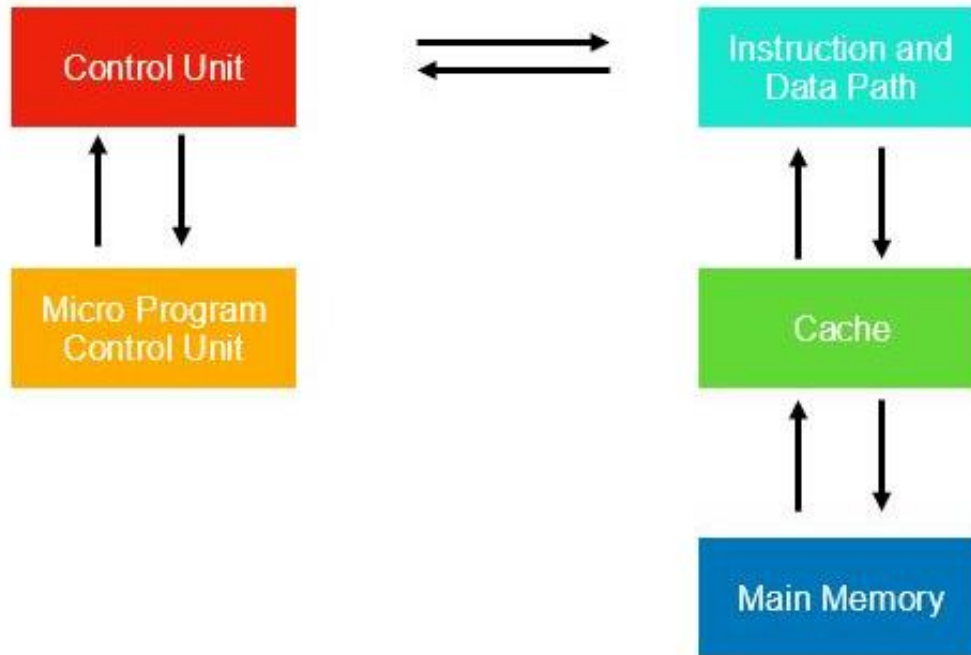 Control Unit
Instruction and
Data Path
Micro Program
Control Unit
Cache
Main Memory